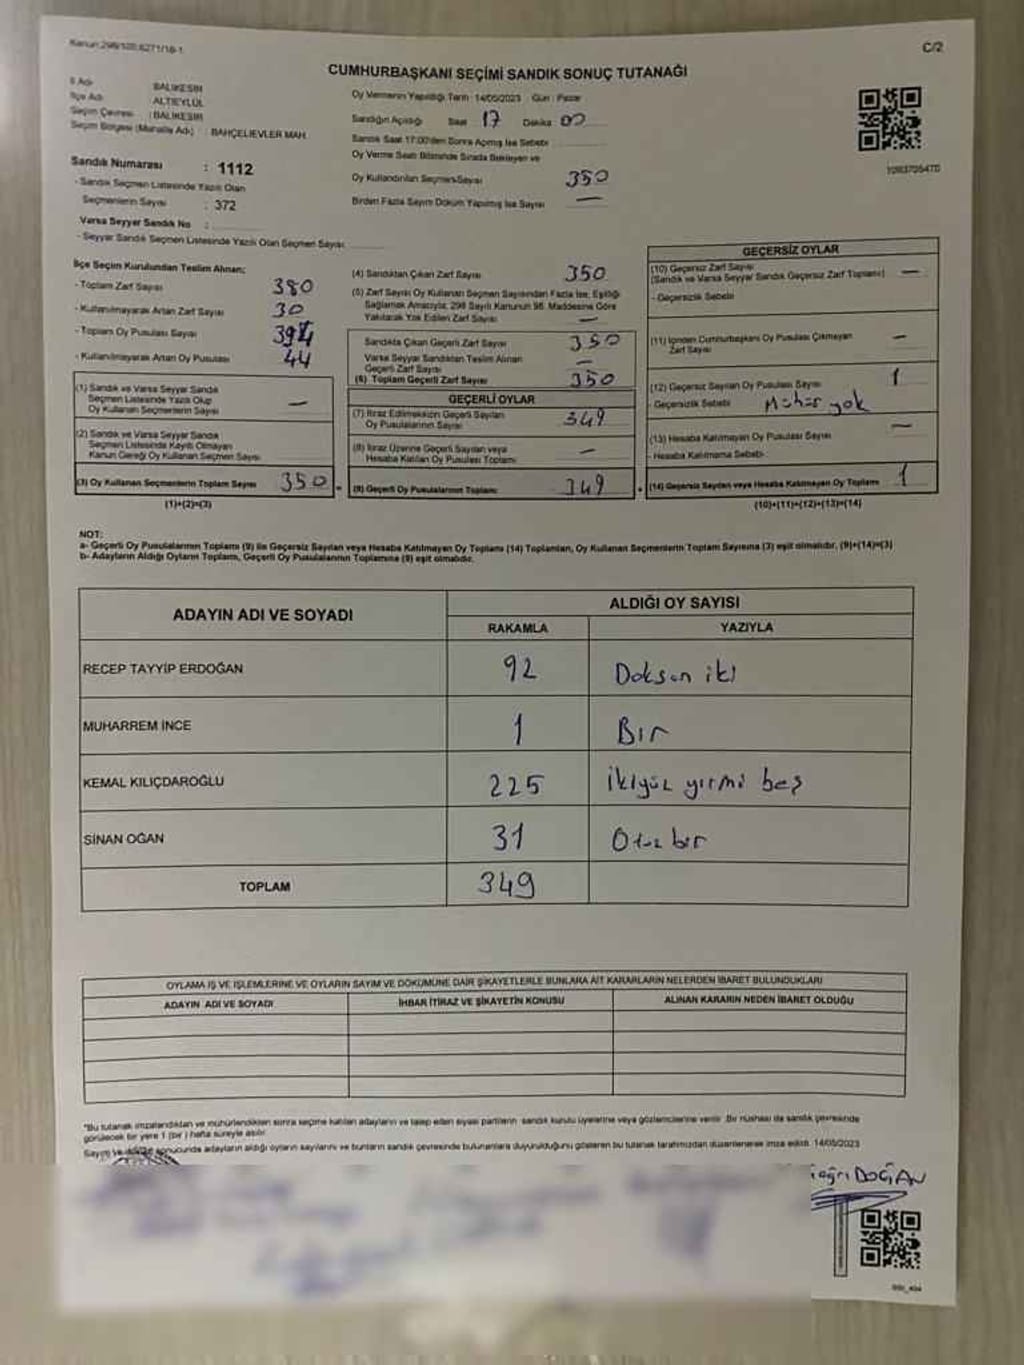 Kanun:298/105,6271/18-1
C/2
CUMHURBAŞKANI SEÇİMİ SANDIK SONUÇ TUTANAĞI
İl Adı : BALIKESİR
İlçe Adı : ALTIEYLÜL
Seçim Çevresi : BALIKESİR
Seçim Bölgesi (Mahalle Adı) : BAHÇELİEVLER MAH.
Sandık Numarası : 1112
- Sandık Seçmen Listesinde Yazılı Olan
Seçmenlerin Sayısı : 372
Varsa Seyyar Sandık No :
- Seyyar Sandık Seçmen Listesinde Yazılı Olan Seçmen Sayısı:
Oy Vermenin Yapıldığı Tarih : 14/05/2023 Gün : Pazar
Sandığın Açıldığı Saat 17 Dakika 00
Sandık Saat 17:00'den Sonra Açmış İse Sebebi
Oy Verme Saati Bitiminde Sırada Bekleyen ve
Oy Kullandırılan Seçmen Sayısı 350
Birden Fazla Sayım Döküm Yapılmış İse Sayısı —
İlçe Seçim Kurulundan Teslim Alınan;
- Toplam Zarf Sayısı 380
- Kullanılmayarak Artan Zarf Sayısı 30
- Toplam Oy Pusulası Sayısı 394
- Kullanılmayarak Artan Oy Pusulası 44
(1) Sandık ve Varsa Seyyar Sandık
Seçmen Listesinde Yazılı Olup
Oy Kullanan Seçmenlerin Sayısı —
(2) Sandık ve Varsa Seyyar Sandık
Seçmen Listesinde Kayıtlı Olmayan
Kanun Gereği Oy Kullanan Seçmen Sayısı
(3) Oy Kullanan Seçmenlerin Toplam Sayısı 350
(1)+(2)=(3)
(4) Sandıktan Çıkan Zarf Sayısı 350
(5) Zarf Sayısı Oy Kullanan Seçmen Sayısından Fazla İse, Eşitliği
Sağlamak Amacıyla; 298 Sayılı Kanunun 98. Maddesine Göre
Yakılarak Yok Edilen Zarf Sayısı —
Sandıkta Çıkan Geçerli Zarf Sayısı 350
Varsa Seyyar Sandıktan Teslim Alınan
Geçerli Zarf Sayısı —
(6) Toplam Geçerli Zarf Sayısı 350
GEÇERLİ OYLAR
(7) İtiraz Edilmeksizin Geçerli Sayılan
Oy Pusulalarının Sayısı 349
(8) İtiraz Üzerine Geçerli Sayılan veya
Hesaba Katılan Oy Pusulası Toplamı —
(9) Geçerli Oy Pusulalarının Toplamı 349
GEÇERSİZ OYLAR
(10) Geçersiz Zarf Sayısı
(Sandık ve Varsa Seyyar Sandık Geçersiz Zarf Toplamı) —
- Geçersizlik Sebebi
(11) İçinden Cumhurbaşkanı Oy Pusulası Çıkmayan
Zarf Sayısı —
(12) Geçersiz Sayılan Oy Pusulası Sayısı 1
- Geçersizlik Sebebi Mühür yok
(13) Hesaba Katılmayan Oy Pusulası Sayısı —
- Hesaba Katılmama Sebebi
(14) Geçersiz Sayılan veya Hesaba Katılmayan Oy Toplamı 1
(10)+(11)+(12)+(13)=(14)
NOT:
a- Geçerli Oy Pusulalarının Toplamı (9) ile Geçersiz Sayılan veya Hesaba Katılmayan Oy Toplamı (14) Toplamları, Oy Kullanan Seçmenlerin Toplam Sayısına (3) eşit olmalıdır. (9)+(14)=(3)
b- Adayların Aldığı Oyların Toplamı, Geçerli Oy Pusulalarının Toplamına (9) eşit olmalıdır.
ADAYIN ADI VE SOYADI
ALDIĞI OY SAYISI
RAKAMLA YAZIYLA
RECEP TAYYİP ERDOĞAN 92 Doksan iki
MUHARREM İNCE 1 Bir
KEMAL KILIÇDAROĞLU 225 İkiyüz yirmi beş
SİNAN OĞAN 31 Otuz bir
TOPLAM 349
OYLAMA İŞ VE İŞLEMLERİNE VE OYLARIN SAYIM VE DÖKÜMÜNE DAİR ŞİKAYETLERLE BUNLARA AİT KARARLARIN NELERDEN İBARET BULUNDUKLARI
ADAYIN ADI VE SOYADI İHBAR İTİRAZ VE ŞİKAYETİN KONUSU ALINAN KARARIN NEDEN İBARET OLDUĞU
*Bu tutanak imzalandıktan ve mühürlendikten sonra seçime katılan adayların ve talep eden siyasi partilerin sandık kurulu üyelerine veya gözlemcilerine verilir. Bir nüshası da sandık çevresinde
görülecek bir yere 1 (bir) hafta süreyle asılır.
Sayım ve döküm sonucunda adayların aldığı oyların sayılarını ve bunların sandık çevresinde bulunanlara duyurulduğunu gösteren bu tutanak tarafımızdan düzenlenerek imza edildi. 14/05/2023
DOĞAN